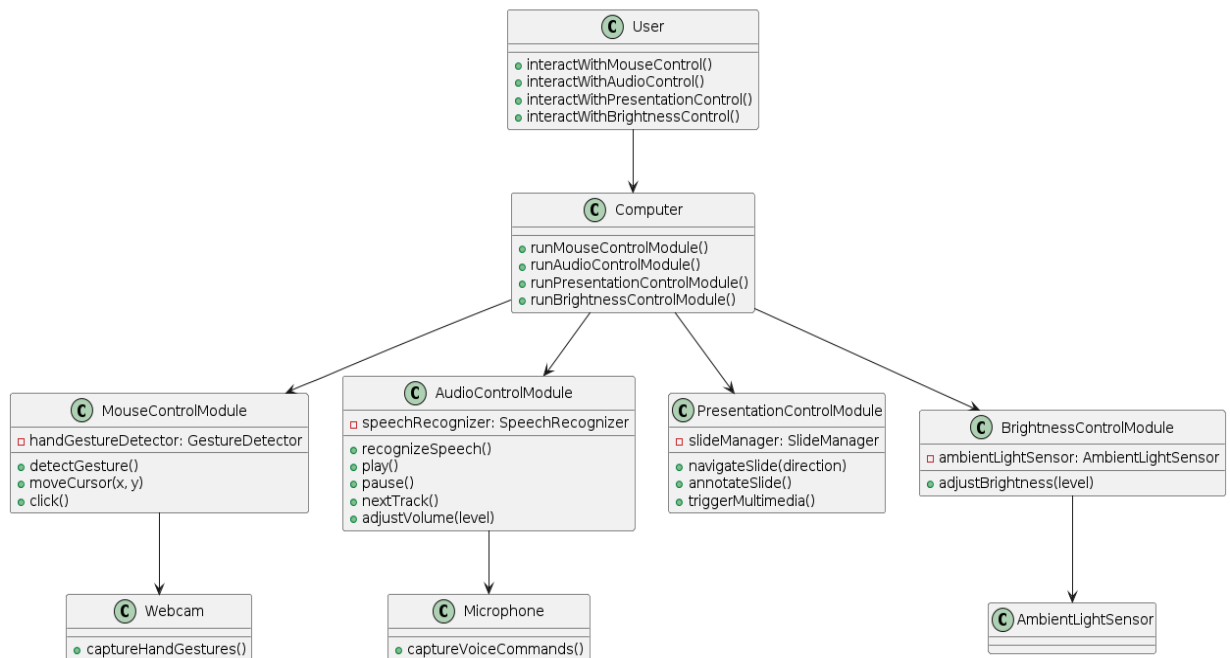 C User
interactWithMouseControl()
interactWithAudioControl()
interactWithPresentationControl()
interactWithBrightnessControl()
C Computer
runMouseControlModule()
runAudioControlModule()
runPresentationControlModule()
runBrightnessControlModule()
C MouseControlModule
handGestureDetector: GestureDetector
detectGesture()
moveCursor(x, y)
click()
C AudioControlModule
speechRecognizer: SpeechRecognizer
recognizeSpeech()
play()
pause()
nextTrack()
adjustVolume(level)
C PresentationControlModule
slideManager: SlideManager
navigateSlide(direction)
annotateSlide()
triggerMultimedia()
C BrightnessControlModule
ambientLightSensor: AmbientLightSensor
adjustBrightness(level)
C Webcam
captureHandGestures()
C Microphone
captureVoiceCommands()
C AmbientLightSensor